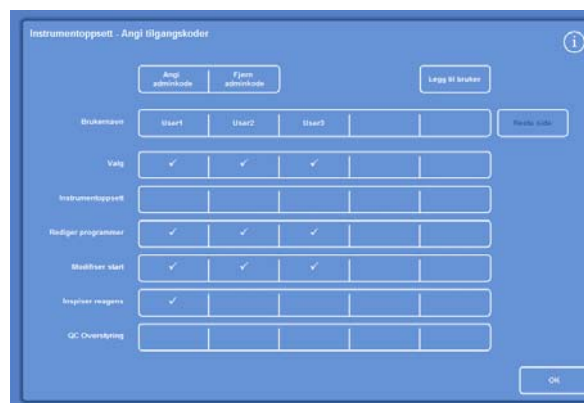 Instrumentoppsett - Angi tilgangskoder
i
Angi adminkode
Fjern adminkode
Legg til bruker
Brukernavn User1 User2 User3
Neste side
Valg ✓ ✓ ✓
Instrumentoppsett
Rediger programmer ✓ ✓ ✓
Modifiser start ✓ ✓ ✓
Inspiser reagens ✓
QC Overstyring
OK